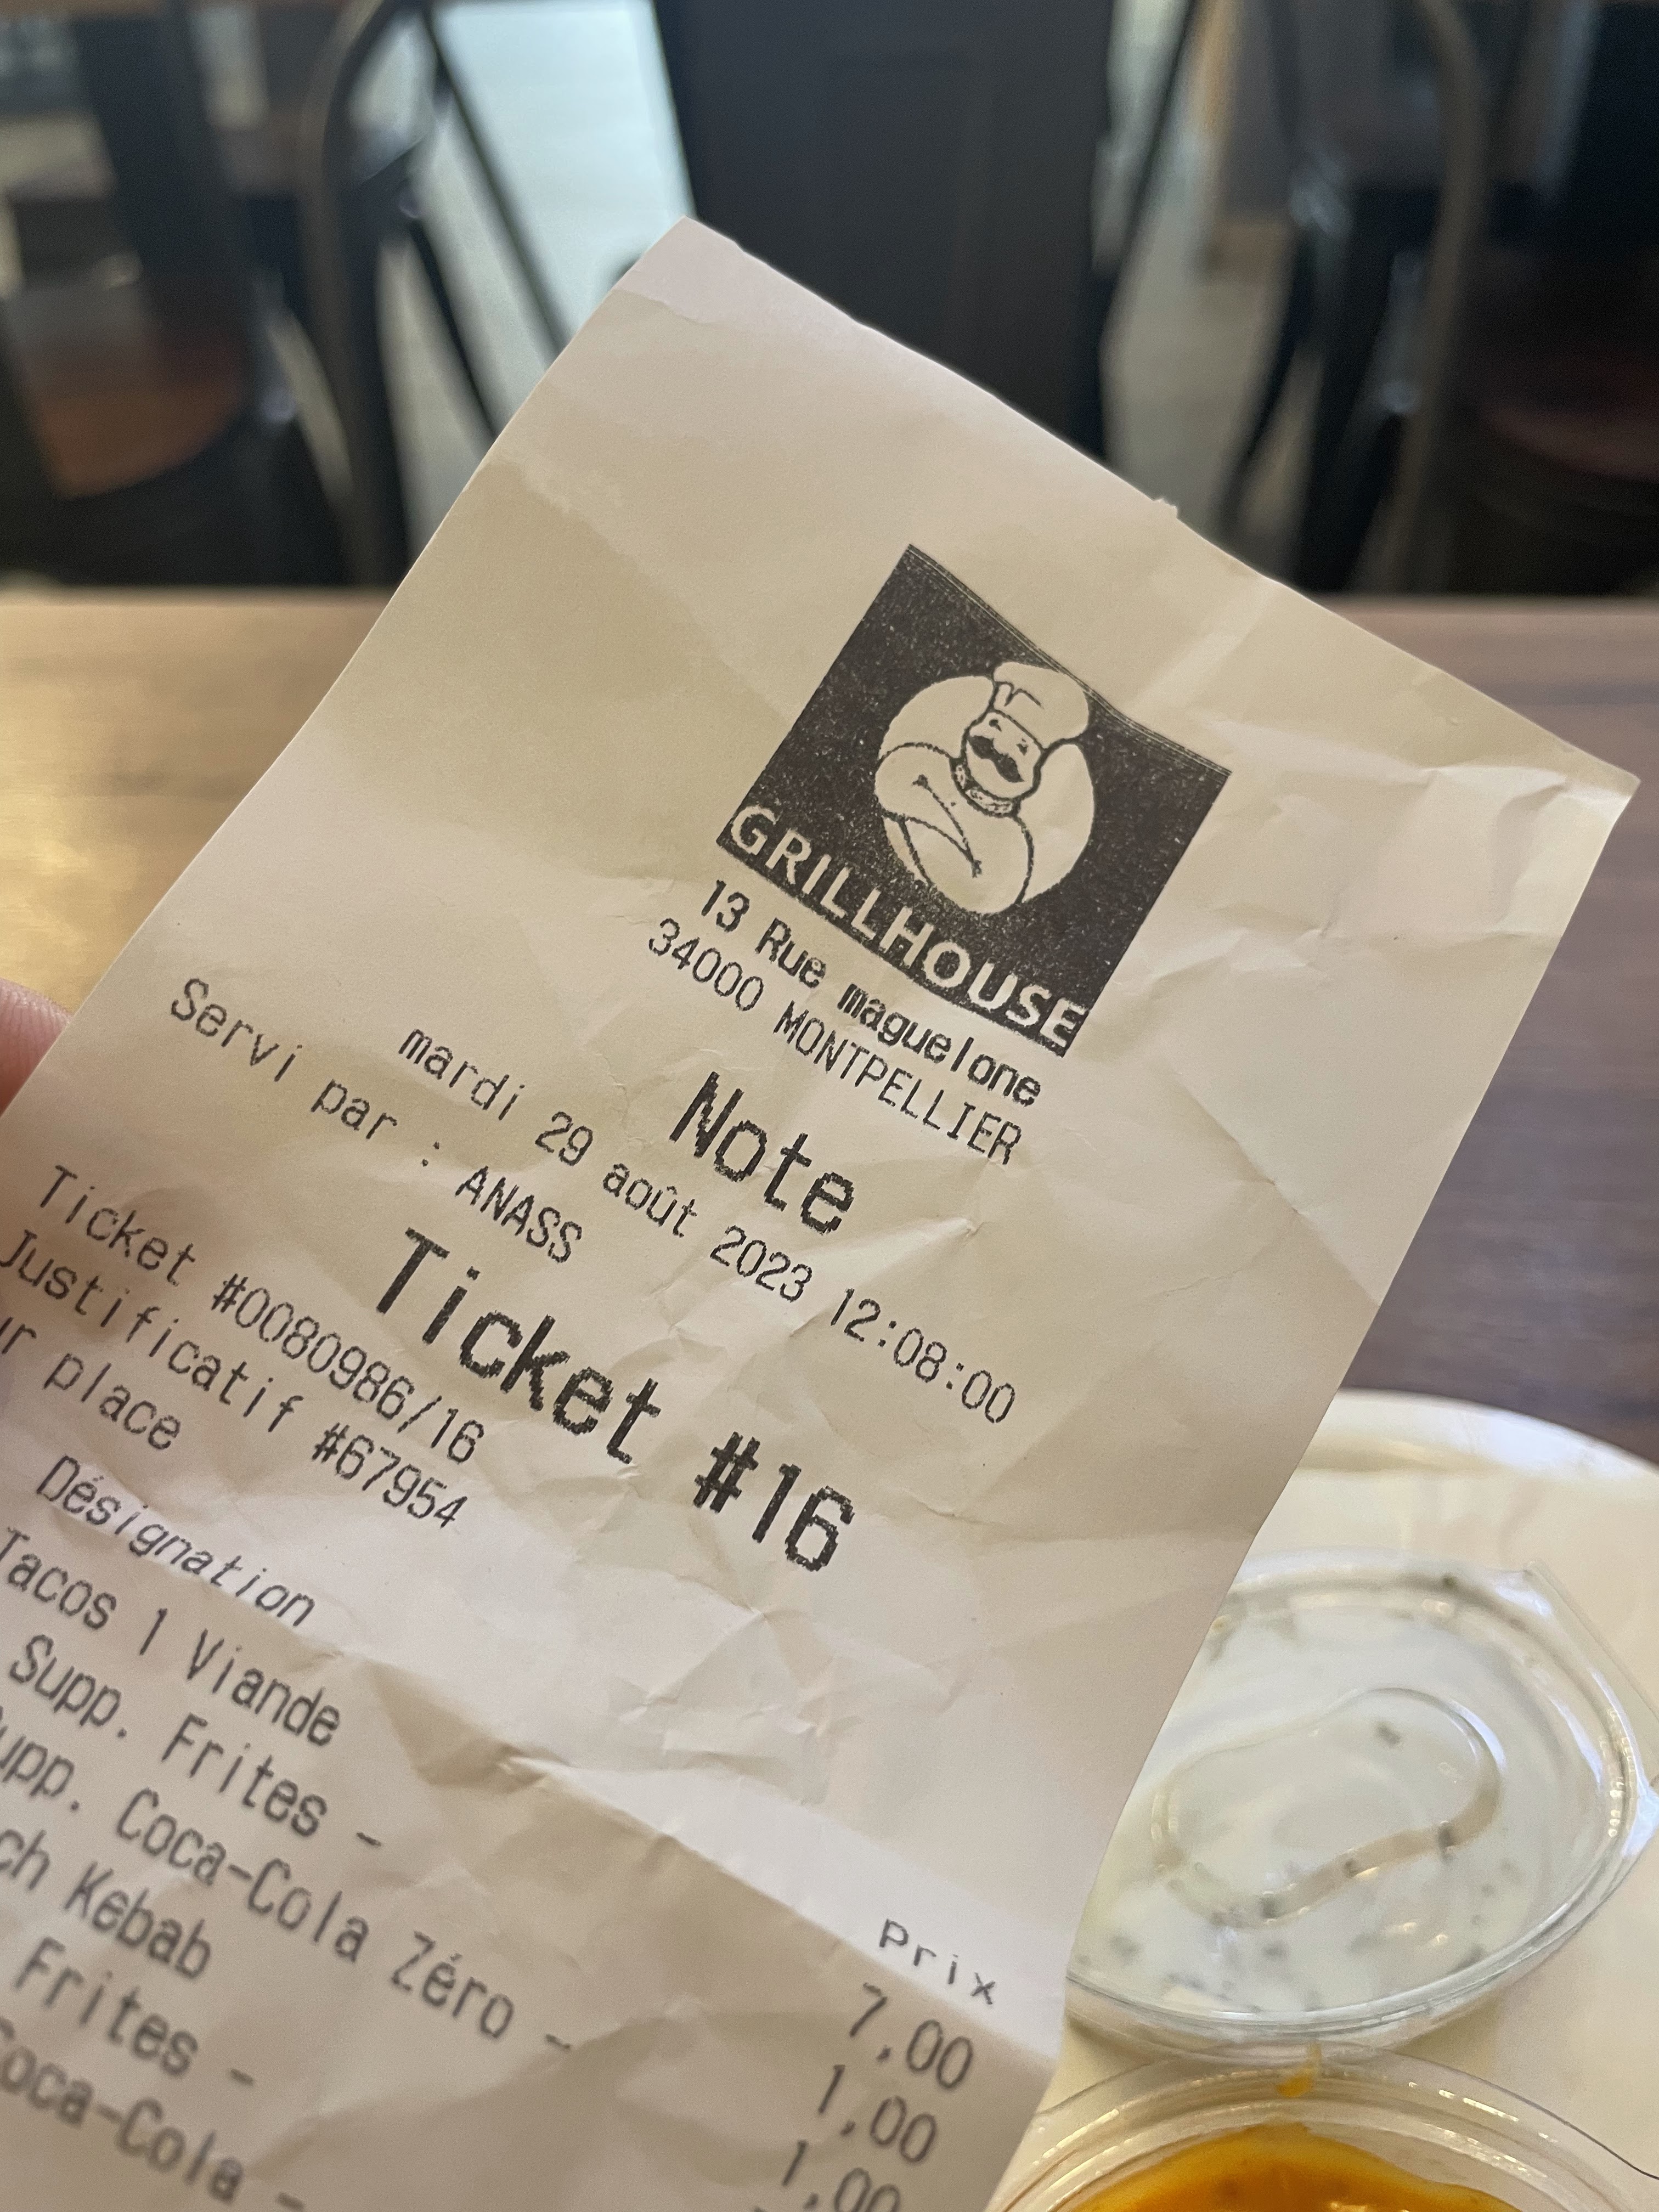 GRILLHOUSE
13 Rue maguelone
34000 MONTPELLIER
Note
mardi 29 août 2023 12:08:00
Servi par : ANASS
Ticket #16
Ticket #0080986/16
Justificatif #67954
ur place
Désignation Prix
Tacos 1 Viande 7,00
Supp. Frites - 1,00
upp. Coca-Cola Zéro - 1,00
ch Kebab
Frites -
Coca-Cola -